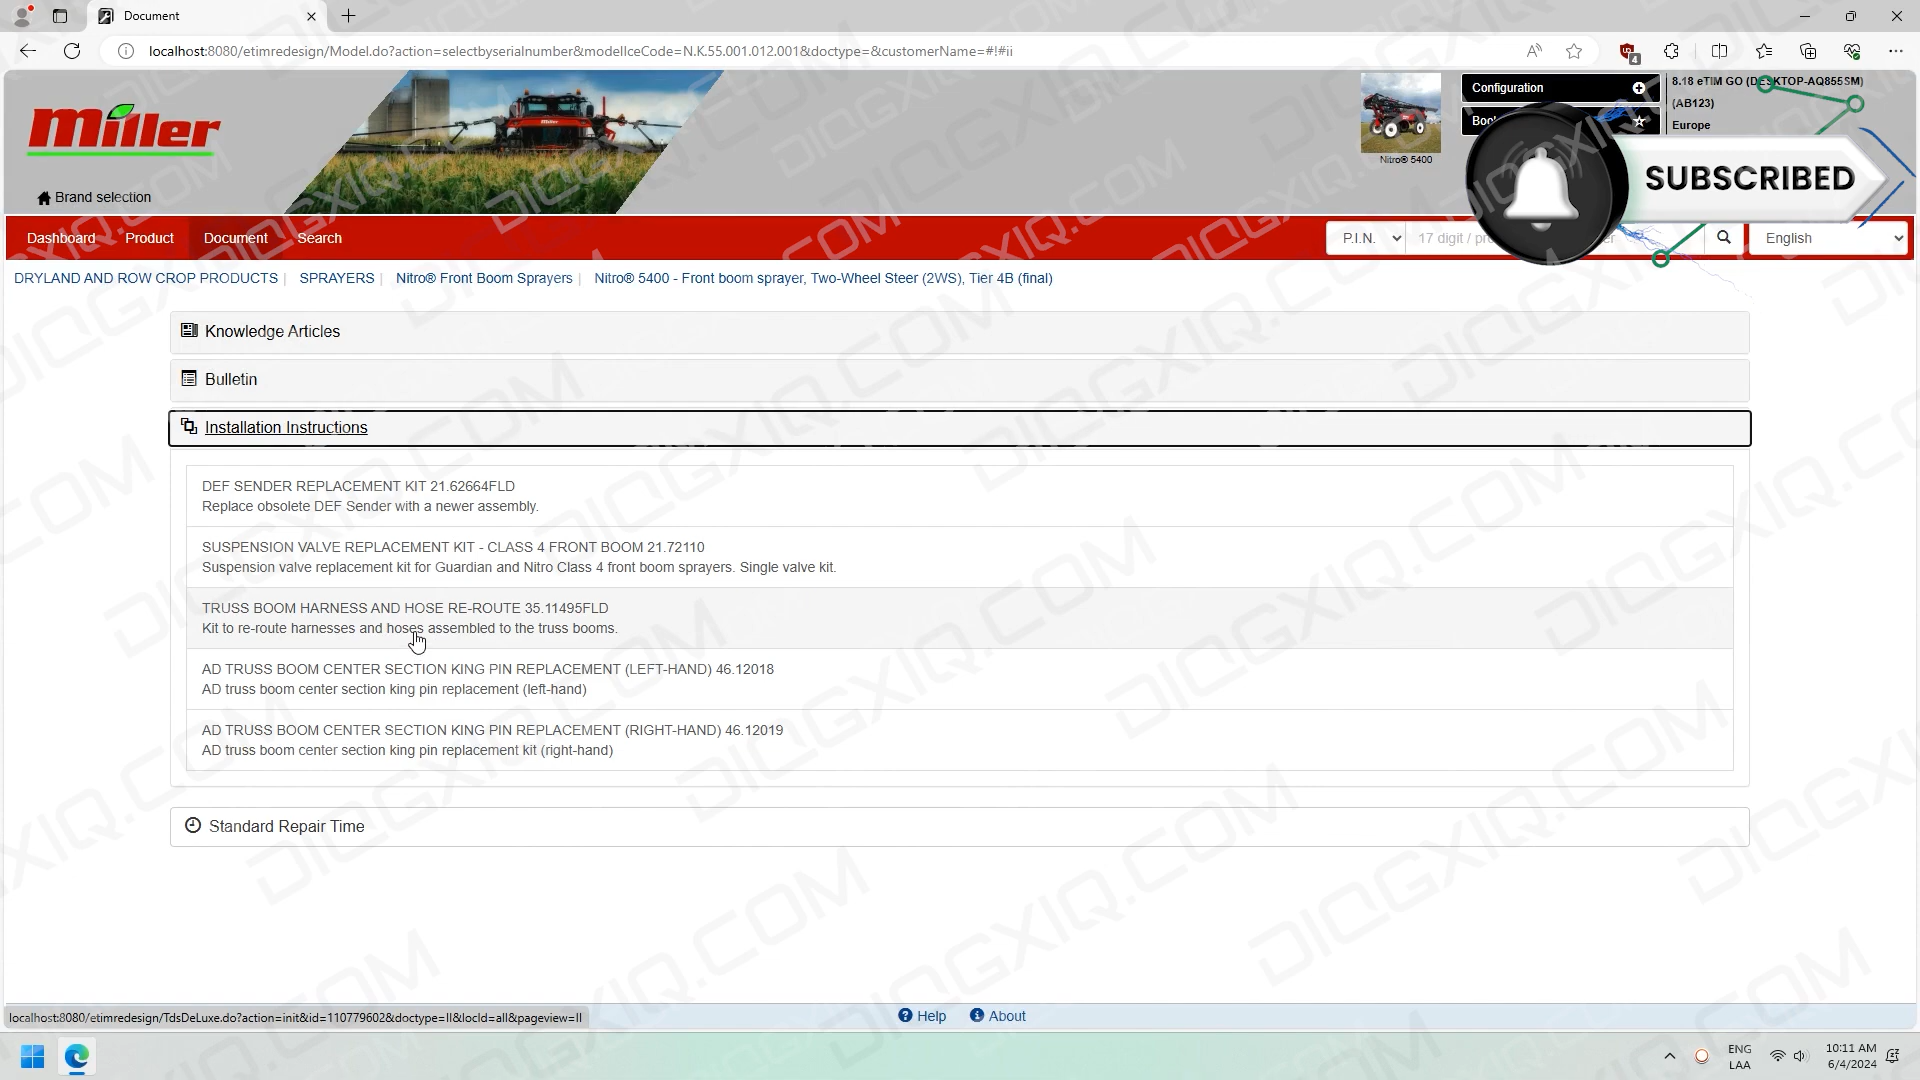 Document
localhost:8080/etimredesign/Model.do?action=selectbyserialnumber&modelIceCode=N.K.55.001.012.001&doctype=&customerName=#!#ii
4
Miller
Brand selection
Nitro® 5400
Configuration
8.18 eTIM GO (DESKTOP-AQ855SM)
(AB123)
Europe
SUBSCRIBED
Dashboard Product Document Search
P.I.N.
17 digit /
English
DRYLAND AND ROW CROP PRODUCTS | SPRAYERS | Nitro® Front Boom Sprayers | Nitro® 5400 - Front boom sprayer, Two-Wheel Steer (2WS), Tier 4B (final)
Knowledge Articles
Bulletin
Installation Instructions
DEF SENDER REPLACEMENT KIT 21.62664FLD
Replace obsolete DEF Sender with a newer assembly.
SUSPENSION VALVE REPLACEMENT KIT - CLASS 4 FRONT BOOM 21.72110
Suspension valve replacement kit for Guardian and Nitro Class 4 front boom sprayers. Single valve kit.
TRUSS BOOM HARNESS AND HOSE RE-ROUTE 35.11495FLD
Kit to re-route harnesses and hoses assembled to the truss booms.
AD TRUSS BOOM CENTER SECTION KING PIN REPLACEMENT (LEFT-HAND) 46.12018
AD truss boom center section king pin replacement (left-hand)
AD TRUSS BOOM CENTER SECTION KING PIN REPLACEMENT (RIGHT-HAND) 46.12019
AD truss boom center section king pin replacement kit (right-hand)
Standard Repair Time
localhost:8080/etimredesign/TdsDeLuxe.do?action=init&id=110779602&doctype=II&locId=all&pageview=II
Help About
ENG
LAA
10:11 AM
6/4/2024
DIQGXIQ.COM